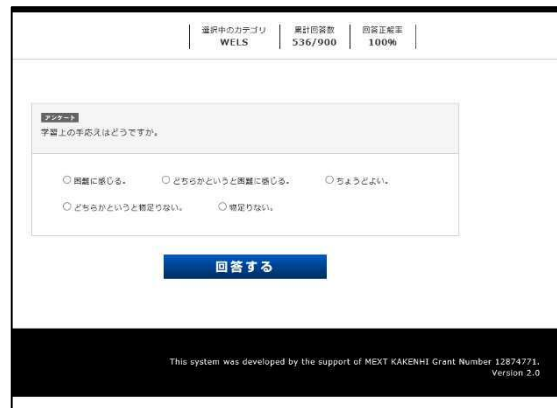 選択中のカテゴリ 累計回答数 回答正解率
WELS 536/900 100%
アンケート
学習上の手応えはどうですか。
困難に感じる。 どちらかというと困難に感じる。 ちょうどよい。
どちらかというと物足りない。 物足りない。
回答する
This system was developed by the support of MEXT KAKENHI Grant Number 12874771.
Version 2.0